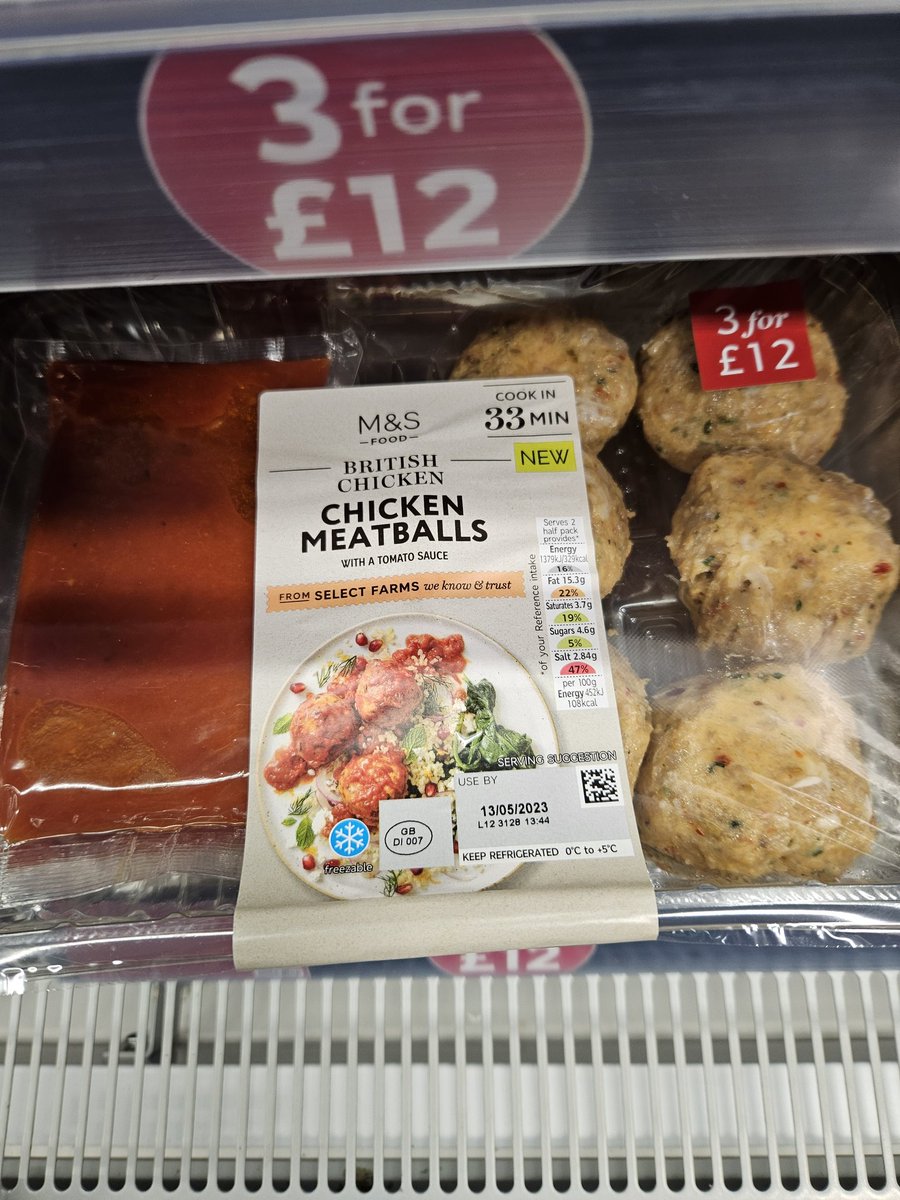 3 for
£12
3 for
£12
M&S
FOOD
COOK IN
33 MIN
NEW
BRITISH
CHICKEN
CHICKEN
MEATBALLS
WITH A TOMATO SAUCE
FROM SELECT FARMS we know & trust
Serves 2
half pack
provides*
Energy
1379kJ/329kcal
16%
Fat 15.3g
22%
Saturates 3.7g
19%
Sugars 4.6g
5%
Salt 2.84g
47%
per 100g
Energy 452kJ
108kcal
*of your Reference intake
SERVING SUGGESTION
USE BY
13/05/2023
L12 3128 13:44
KEEP REFRIGERATED 0°C to +5°C
GB
DI 007
freezable
£12